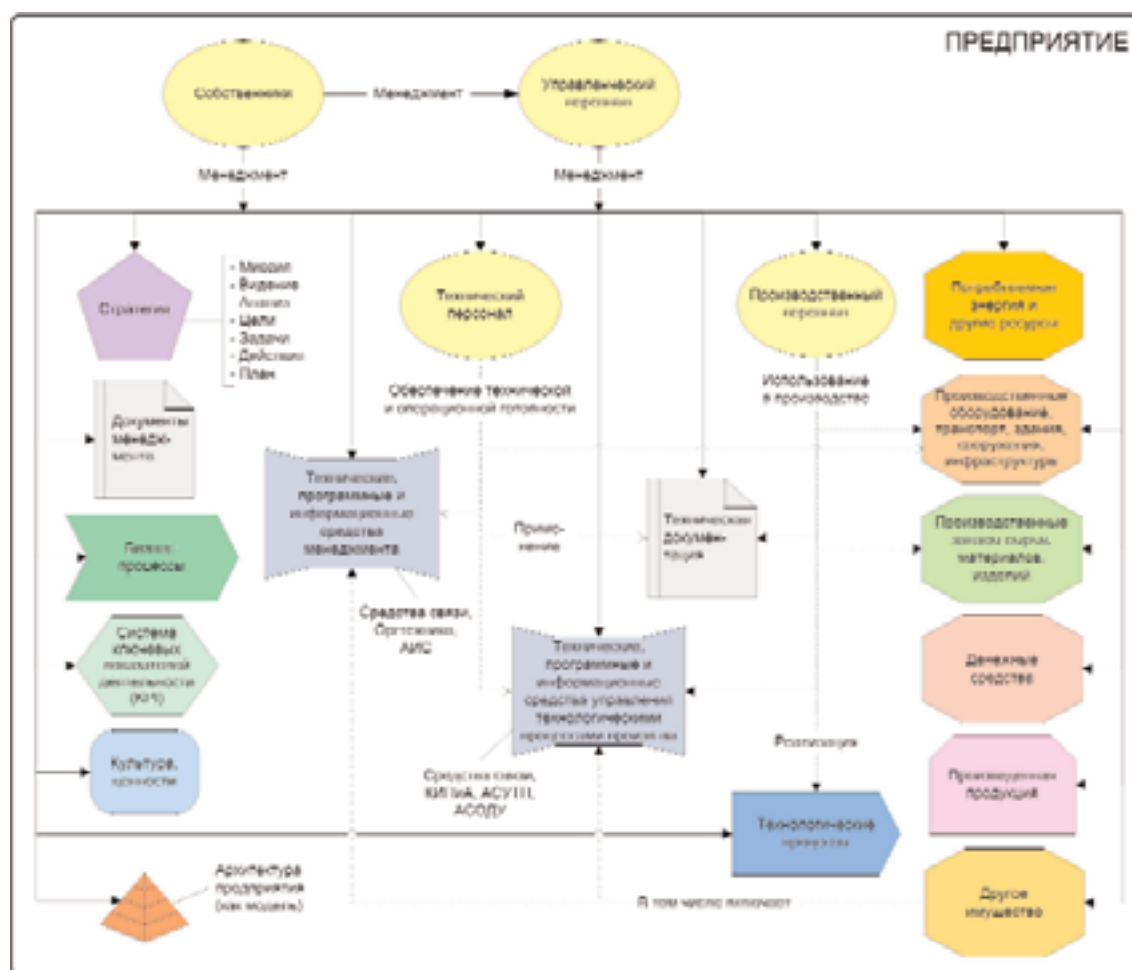 ПРЕДПРИЯТИЕ
Собственники
Менеджмент
Управленческий
персонал
Менеджмент
Менеджмент
Стратегия
- Миссия
- Видение
Анализ
- Цели
- Задачи
- Действия
- План
Технический
персонал
Производственный
персонал
Потребляемые
энергия и
другие ресурсы
Обеспечение технической
и операционной готовности
Использование
в производстве
Документы
менедж-
мента
Производственные
оборудование,
транспорт, здания,
сооружения,
инфраструктура
Технические,
программные и
информационные
средства
менеджмента
Приме-
нение
Техническая
докумен-
тация
Производственные
запасы сырья,
материалов,
изделий
Бизнес-
процессы
Средства связи,
Оргтехника,
АИС
Система
ключевых
показателей
деятельности
(KPI)
Технические,
программные и
информационные
средства управления
технологическими
процессами
Денежные
средства
Культура,
ценности
Средства связи,
КИПиА, АСУТП,
АСОДУ
Реализация
Произведенная
продукция
Технологические
процессы
Архитектура
предприятия
(как модель)
В том числе включает
Другое
имущество